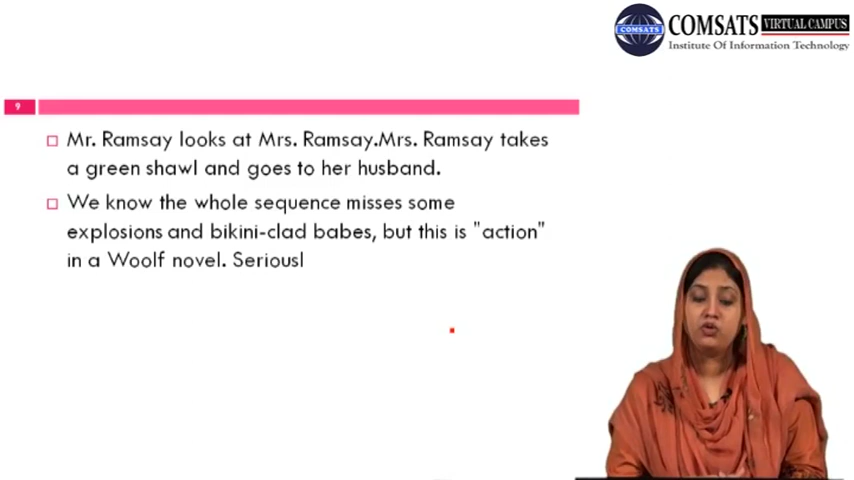 COMSATS VIRTUAL CAMPUS
COMSATS
Institute Of Information Technology
9
Mr. Ramsay looks at Mrs. Ramsay.Mrs. Ramsay takes
a green shawl and goes to her husband.
We know the whole sequence misses some
explosions and bikini-clad babes, but this is "action"
in a Woolf novel. Seriousl